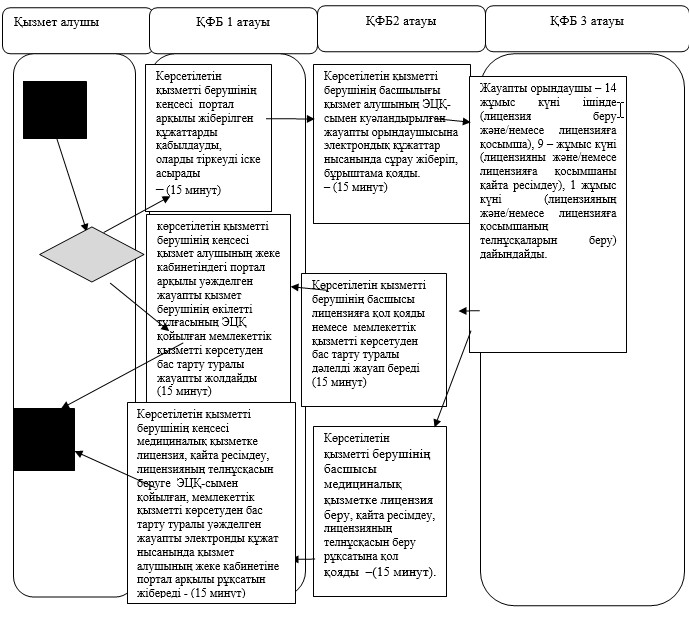 Қызмет алушы
ҚФБ 1 атауы
ҚФБ2 атауы
ҚФБ 3 атауы
Көрсетілетін
қызметті берушінің
кеңсесі портал
арқылы жіберілген
құжаттарды
қабылдауды,
оларды тіркеуді іске
асырады
– (15 минут)
Көрсетілетін қызметті
берушінің басшылығы
қызмет алушының ЭЦҚ-
сымен куәландырылған
жауапты орындаушысына
электрондық құжаттар
нысанында сұрау жіберіп,
бұрыштама қояды.
– (15 минут)
Жауапты орындаушы – 14
жұмыс күні ішінде
(лицензия беру
және/немесе лицензияға
қосымша), 9 – жұмыс күні
(лицензияны және/немесе
лицензияға қосымшаны
қайта ресімдеу), 1 жұмыс
күні (лицензияның
және/немесе лицензияға
қосымшаның
телнұсқаларын беру)
дайындайды.
көрсетілетін қызметті
берушінің кеңсесі
қызмет алушының жеке
кабинетіндегі портал
арқылы уәжделген
жауапты қызмет
берушінің өкілетті
тұлғасының ЭЦҚ
қойылған мемлекеттік
қызметті көрсетуден
бас тарту туралы
жауапты жолдайды
(15 минут)
Көрсетілетін қызметті
берушінің басшысы
лицензияға қол қояды
немесе мемлекеттік
қызметті көрсетуден
бас тарту туралы
дәлелді жауап береді
(15 минут)
Көрсетілетін қызметті
берушінің кеңсесі
медициналық қызметке
лицензия, қайта ресімдеу,
лицензияның телнұсқасын
беруге ЭЦҚ-сымен
қойылған, мемлекеттік
қызметті көрсетуден бас
тарту туралы уәжделген
жауапты электронды құжат
нысанында қызмет
алушының жеке кабинетіне
портал арқылы рұқсатын
жібереді - (15 минут)
Көрсетілетін
қызметті берушінің
басшысы
медициналық
қызметке лицензия
беру, қайта ресімдеу,
лицензияның
телнұсқасын беру
рұқсатына қол
қояды –(15 минут).